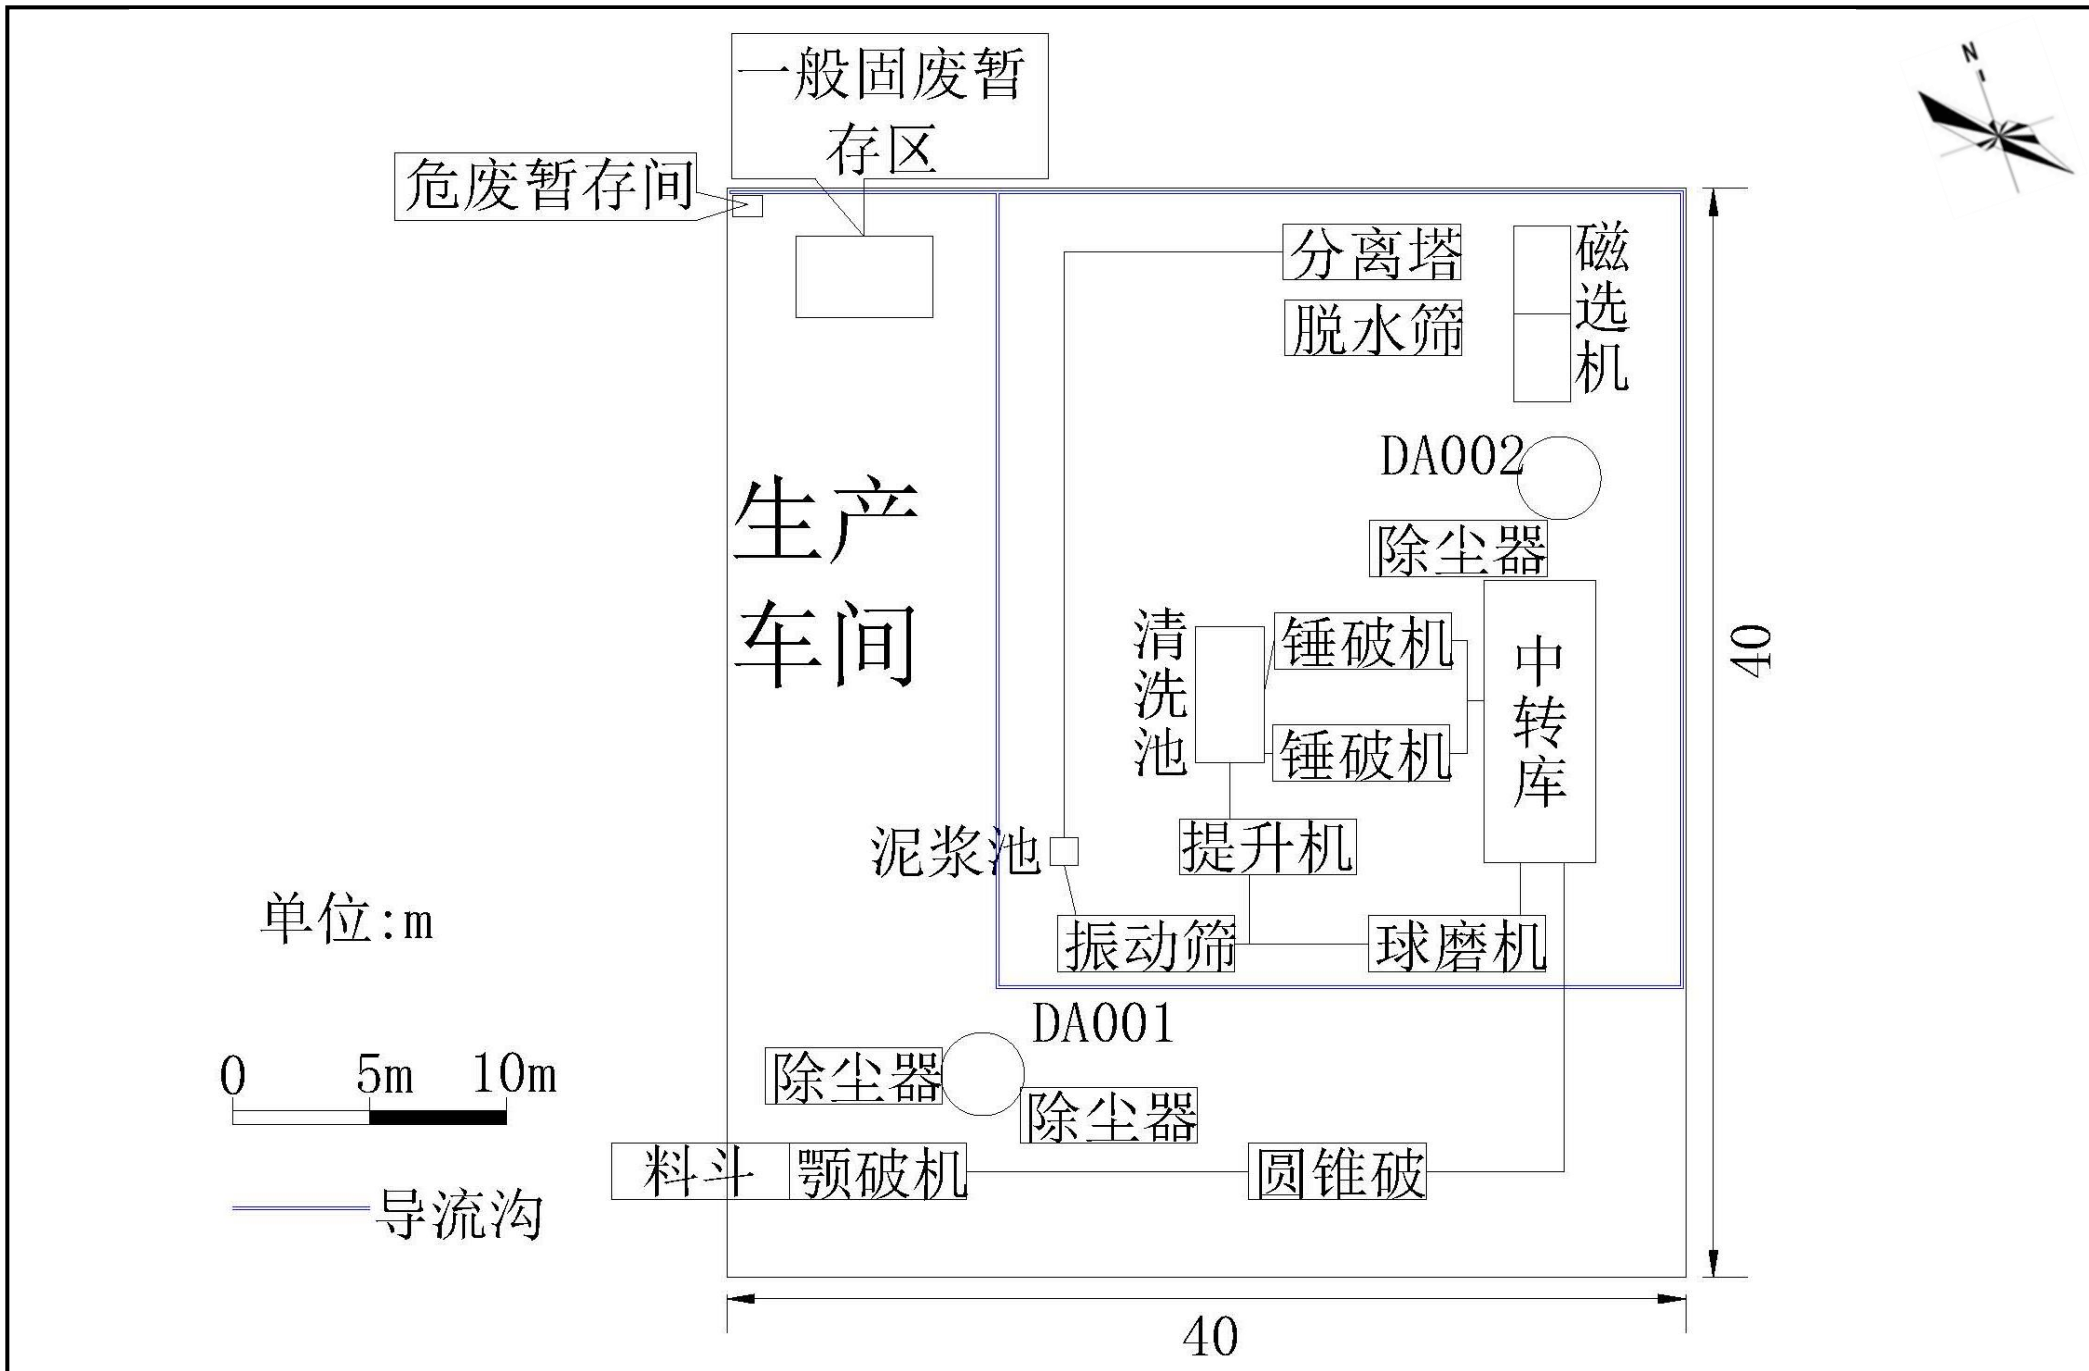 N
一般固废暂
存区
危废暂存间
分离塔
磁选机
脱水筛
DA002
生产
车间
除尘器
清洗池
锤破机
中转库
40
锤破机
泥浆池
提升机
单位:m
振动筛
球磨机
DA001
0 5m 10m
除尘器
除尘器
料斗
颚破机
圆锥破
导流沟
40